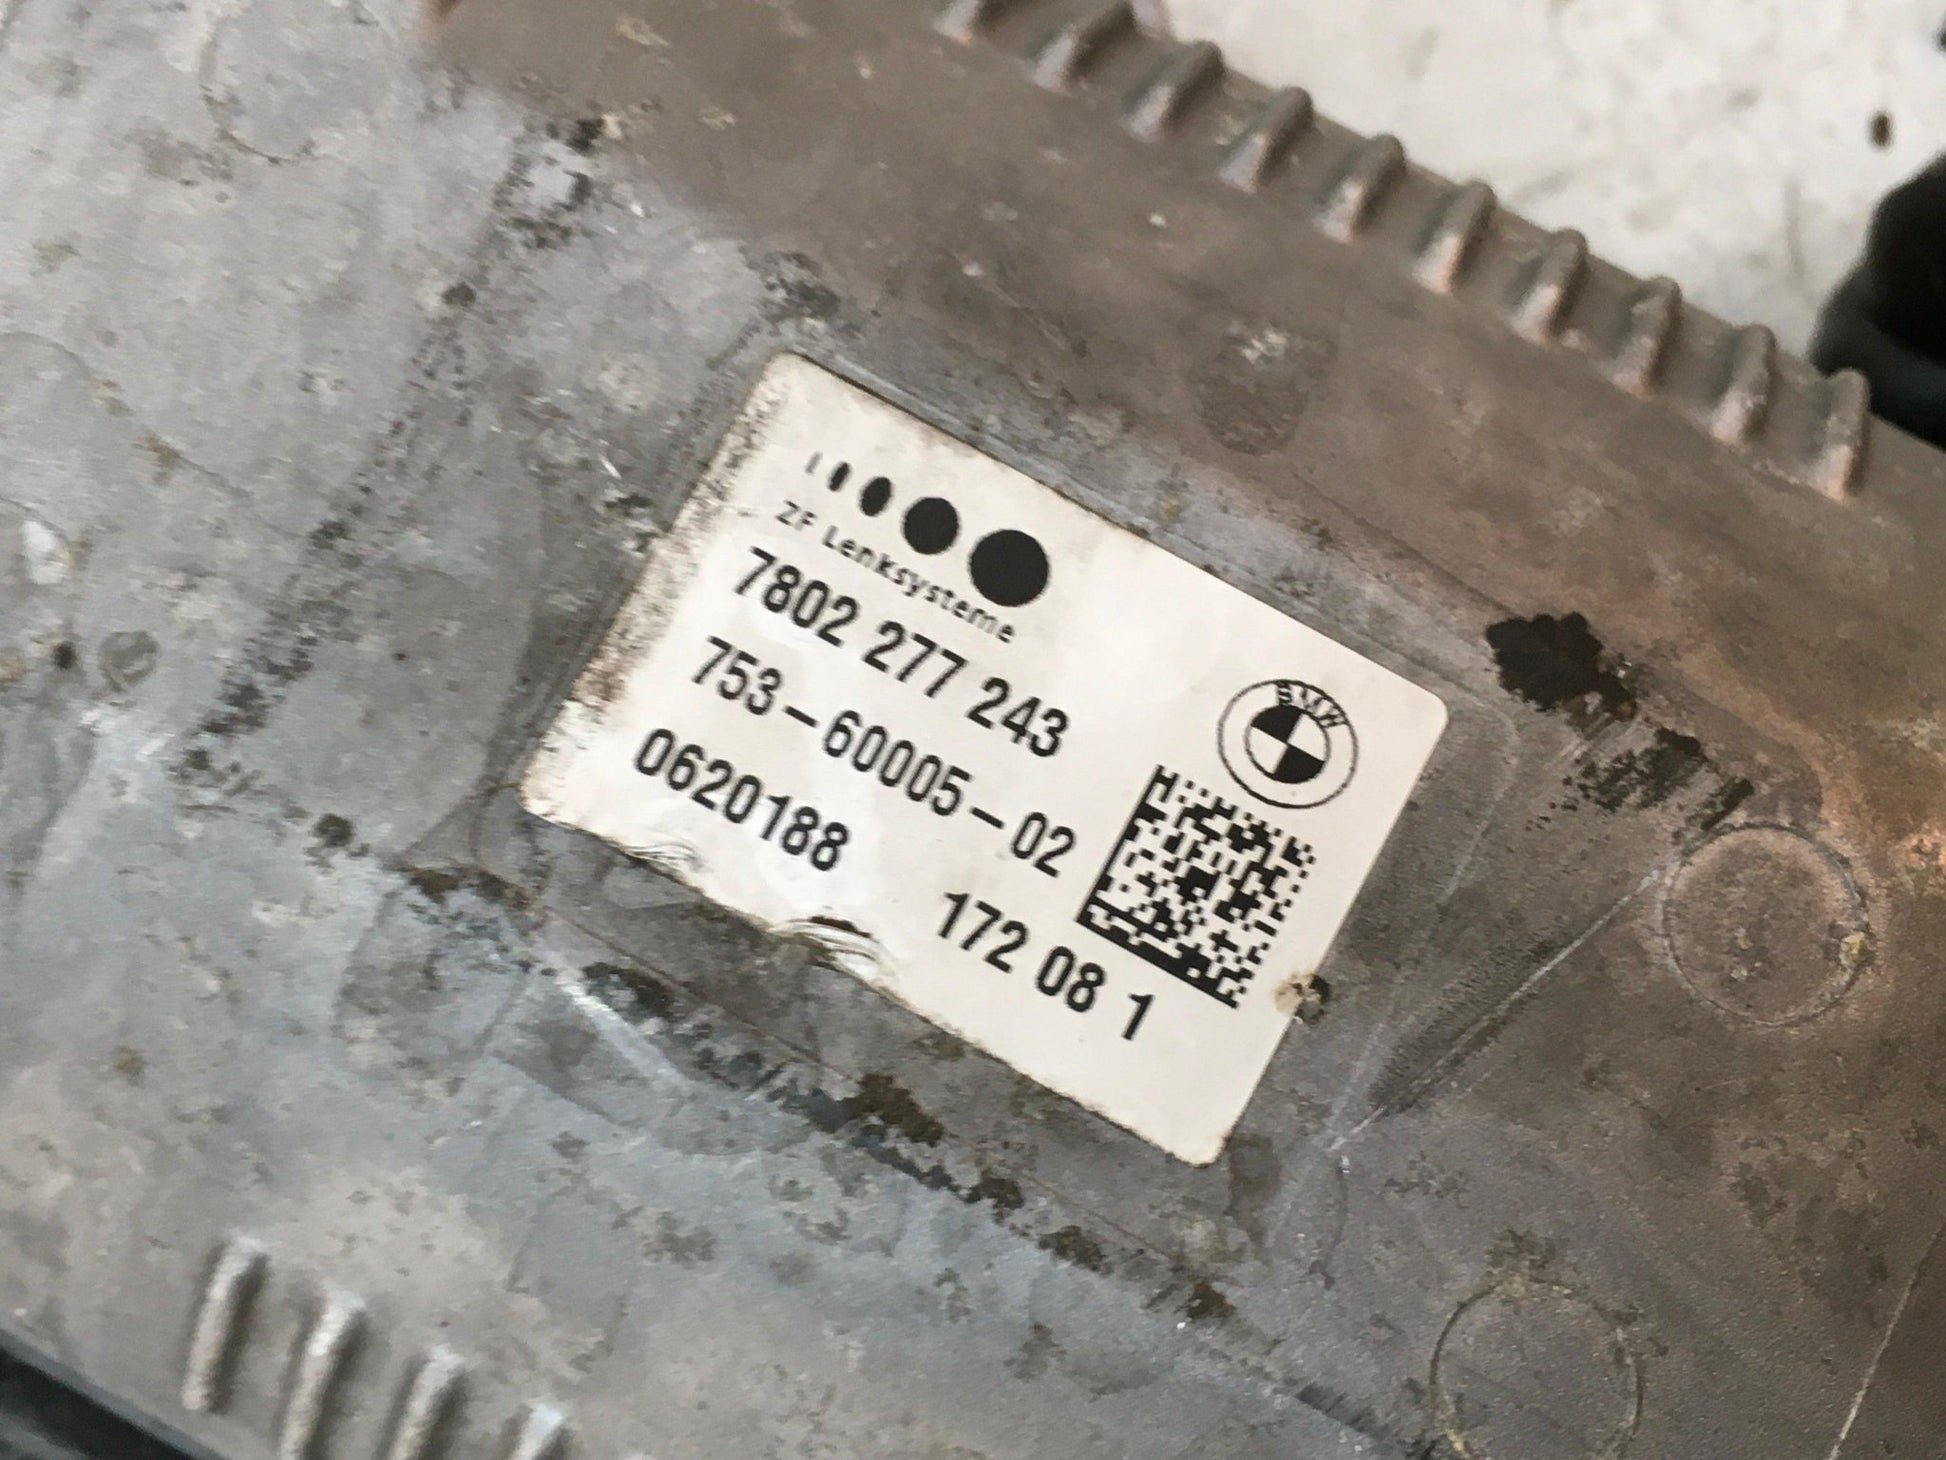 ZF Lenksysteme
7802 277 243
753-60005-02
0620188
172 08 1
BMW